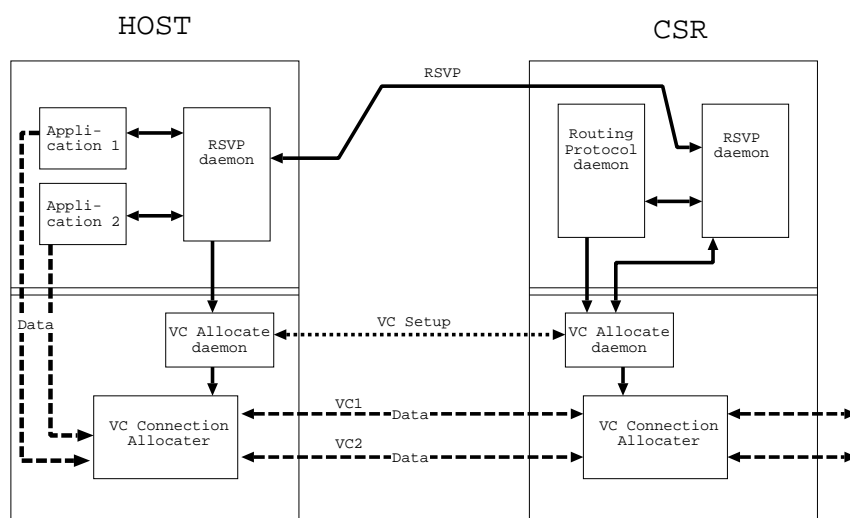 HOST
CSR
RSVP
Appli-
cation 1
RSVP
daemon
Routing
Protocol
daemon
RSVP
daemon
Appli-
cation 2
Data
VC Allocate
daemon
VC Setup
VC Allocate
daemon
VC Connection
Allocater
VC1
Data
VC2
Data
VC Connection
Allocater